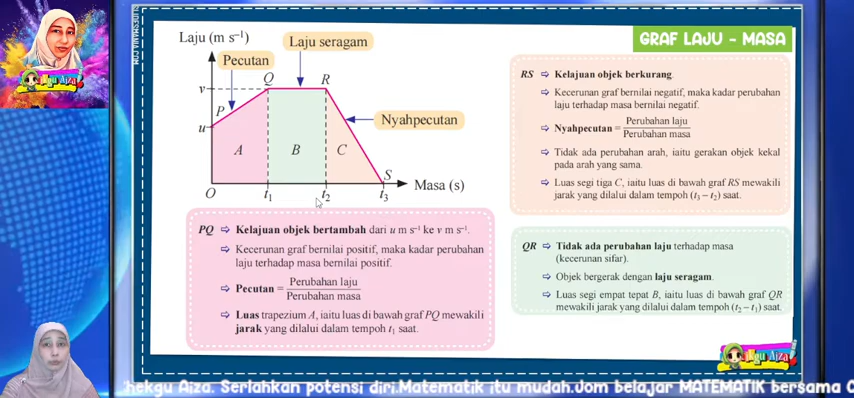 GRAF LAJU - MASA
Laju (m s⁻¹)
Pecutan
Laju seragam
Nyahpecutan
Q
R
P
v
u
A
B
C
S
O
t₁
t₂
t₃
Masa (s)
PQ ⇨ Kelajuan objek bertambah dari u m s⁻¹ ke v m s⁻¹.
⇨ Kecerunan graf bernilai positif, maka kadar perubahan
laju terhadap masa bernilai positif.
⇨ Pecutan = Perubahan laju
Perubahan masa
⇨ Luas trapezium A, iaitu luas di bawah graf PQ mewakili
jarak yang dilalui dalam tempoh t₁ saat.
RS ⇨ Kelajuan objek berkurang.
⇨ Kecerunan graf bernilai negatif, maka kadar perubahan
laju terhadap masa bernilai negatif.
⇨ Nyahpecutan = Perubahan laju
Perubahan masa
⇨ Tidak ada perubahan arah, iaitu gerakan objek kekal
pada arah yang sama.
⇨ Luas segi tiga C, iaitu luas di bawah graf RS mewakili
jarak yang dilalui dalam tempoh (t₃ – t₂) saat.
QR ⇨ Tidak ada perubahan laju terhadap masa
(kecerunan sifar).
⇨ Objek bergerak dengan laju seragam.
⇨ Luas segi empat tepat B, iaitu luas di bawah graf QR
mewakili jarak yang dilalui dalam tempoh (t₂ – t₁) saat.
kgu Aiza
kgu Aiza
hekgu Aiza. Serlahkan potensi diri.Matematik itu mudah.Jom belajar MATEMATIK bersama C